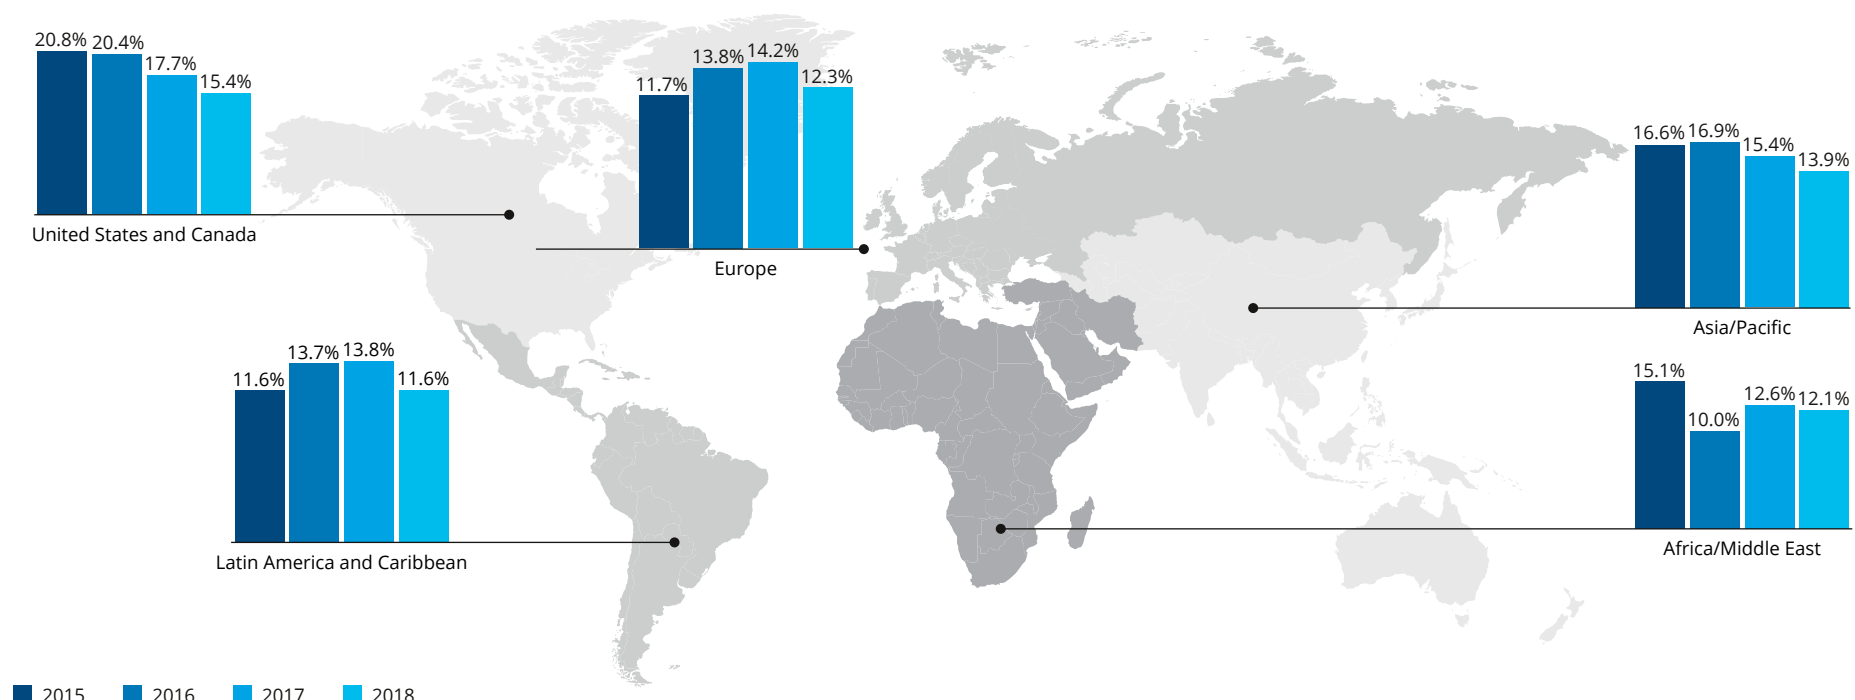 20.8% 20.4% 17.7% 15.4%
United States and Canada
11.7% 13.8% 14.2% 12.3%
Europe
16.6% 16.9% 15.4% 13.9%
Asia/Pacific
11.6% 13.7% 13.8% 11.6%
Latin America and Caribbean
15.1% 10.0% 12.6% 12.1%
Africa/Middle East
2015 2016 2017 2018